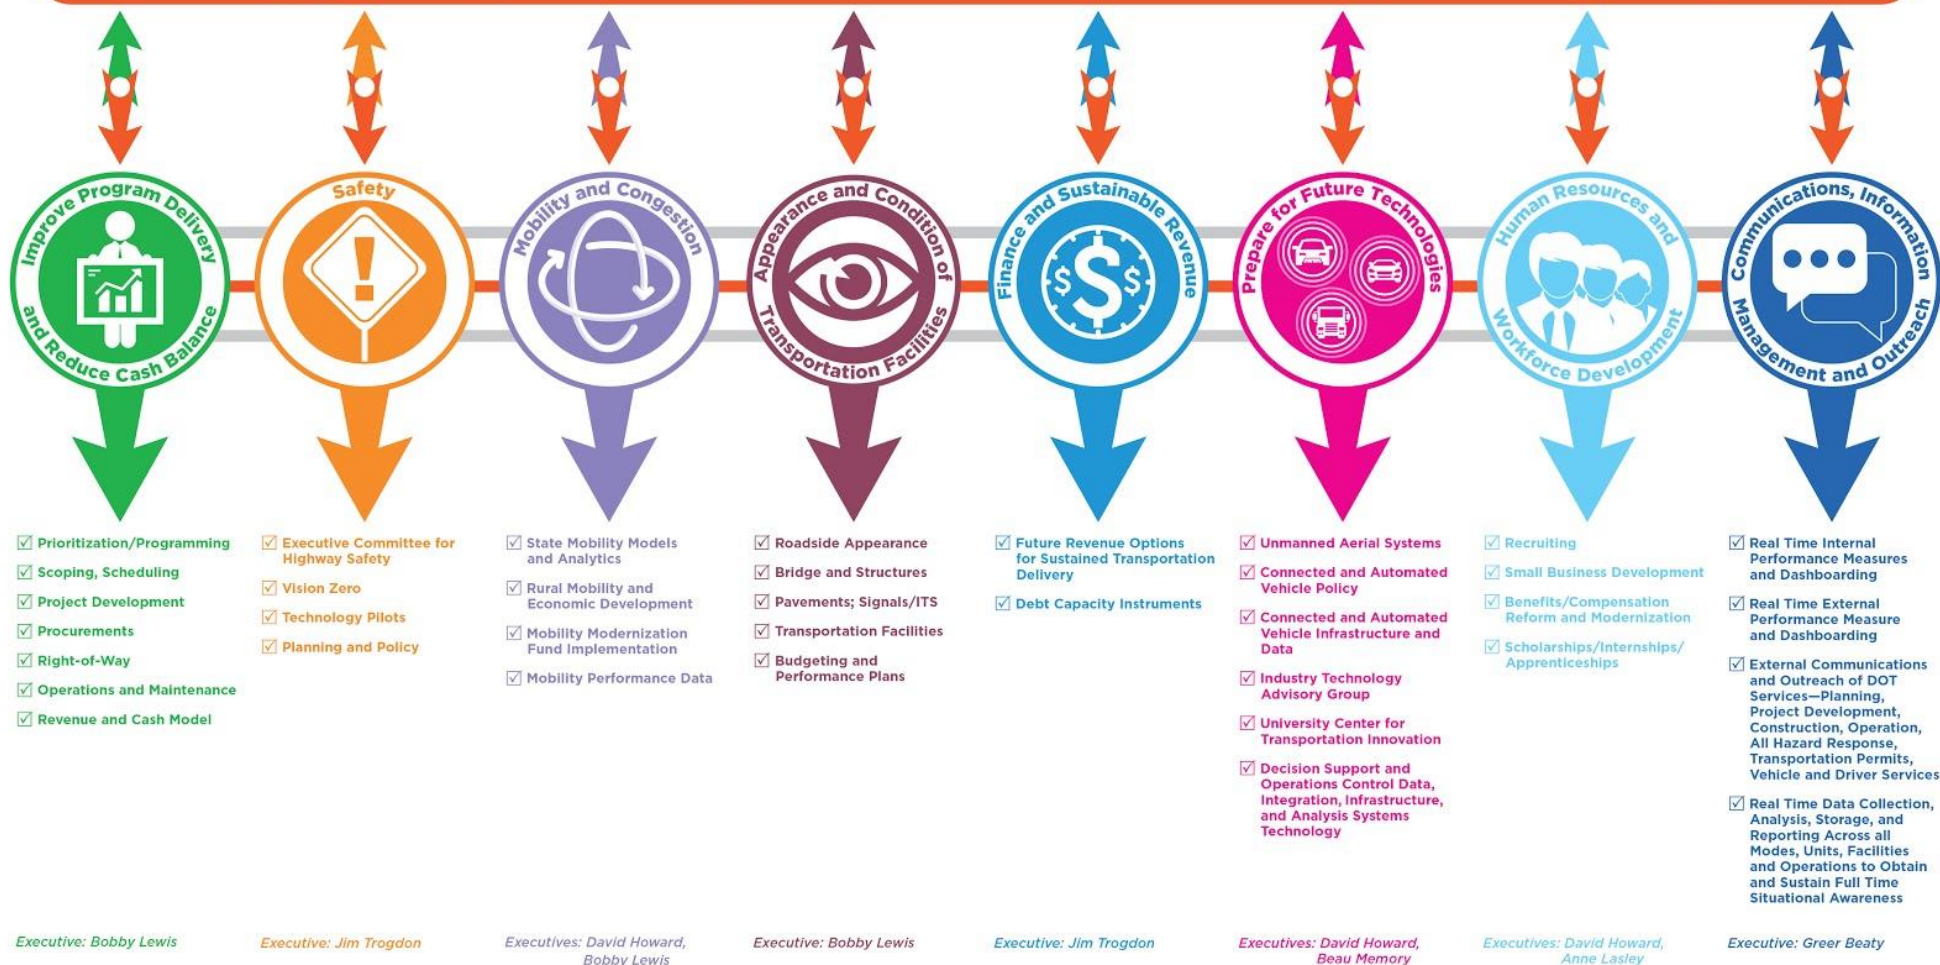 Improve Program Delivery
and Reduce Cash Balance
Safety
Mobility and Congestion
Appearance and Condition of
Transportation Facilities
Finance and Sustainable Revenue
Prepare for Future Technologies
Human Resources and
Workforce Development
Communications, Information
Management and Outreach
!
$ S $
Prioritization/Programming
Scoping, Scheduling
Project Development
Procurements
Right-of-Way
Operations and Maintenance
Revenue and Cash Model
Executive: Bobby Lewis
Executive Committee for
Highway Safety
Vision Zero
Technology Pilots
Planning and Policy
Executive: Jim Trogdon
State Mobility Models
and Analytics
Rural Mobility and
Economic Development
Mobility Modernization
Fund Implementation
Mobility Performance Data
Executives: David Howard,
Bobby Lewis
Roadside Appearance
Bridge and Structures
Pavements; Signals/ITS
Transportation Facilities
Budgeting and
Performance Plans
Executive: Bobby Lewis
Future Revenue Options
for Sustained Transportation
Delivery
Debt Capacity Instruments
Executive: Jim Trogdon
Unmanned Aerial Systems
Connected and Automated
Vehicle Policy
Connected and Automated
Vehicle Infrastructure and
Data
Industry Technology
Advisory Group
University Center for
Transportation Innovation
Decision Support and
Operations Control Data,
Integration, Infrastructure,
and Analysis Systems
Technology
Executives: David Howard,
Beau Memory
Recruiting
Small Business Development
Benefits/Compensation
Reform and Modernization
Scholarships/Internships/
Apprenticeships
Executives: David Howard,
Anne Lasley
Real Time Internal
Performance Measures
and Dashboarding
Real Time External
Performance Measure
and Dashboarding
External Communications
and Outreach of DOT
Services—Planning,
Project Development,
Construction, Operation,
All Hazard Response,
Transportation Permits,
Vehicle and Driver Services
Real Time Data Collection,
Analysis, Storage, and
Reporting Across all
Modes, Units, Facilities
and Operations to Obtain
and Sustain Full Time
Situational Awareness
Executive: Greer Beaty